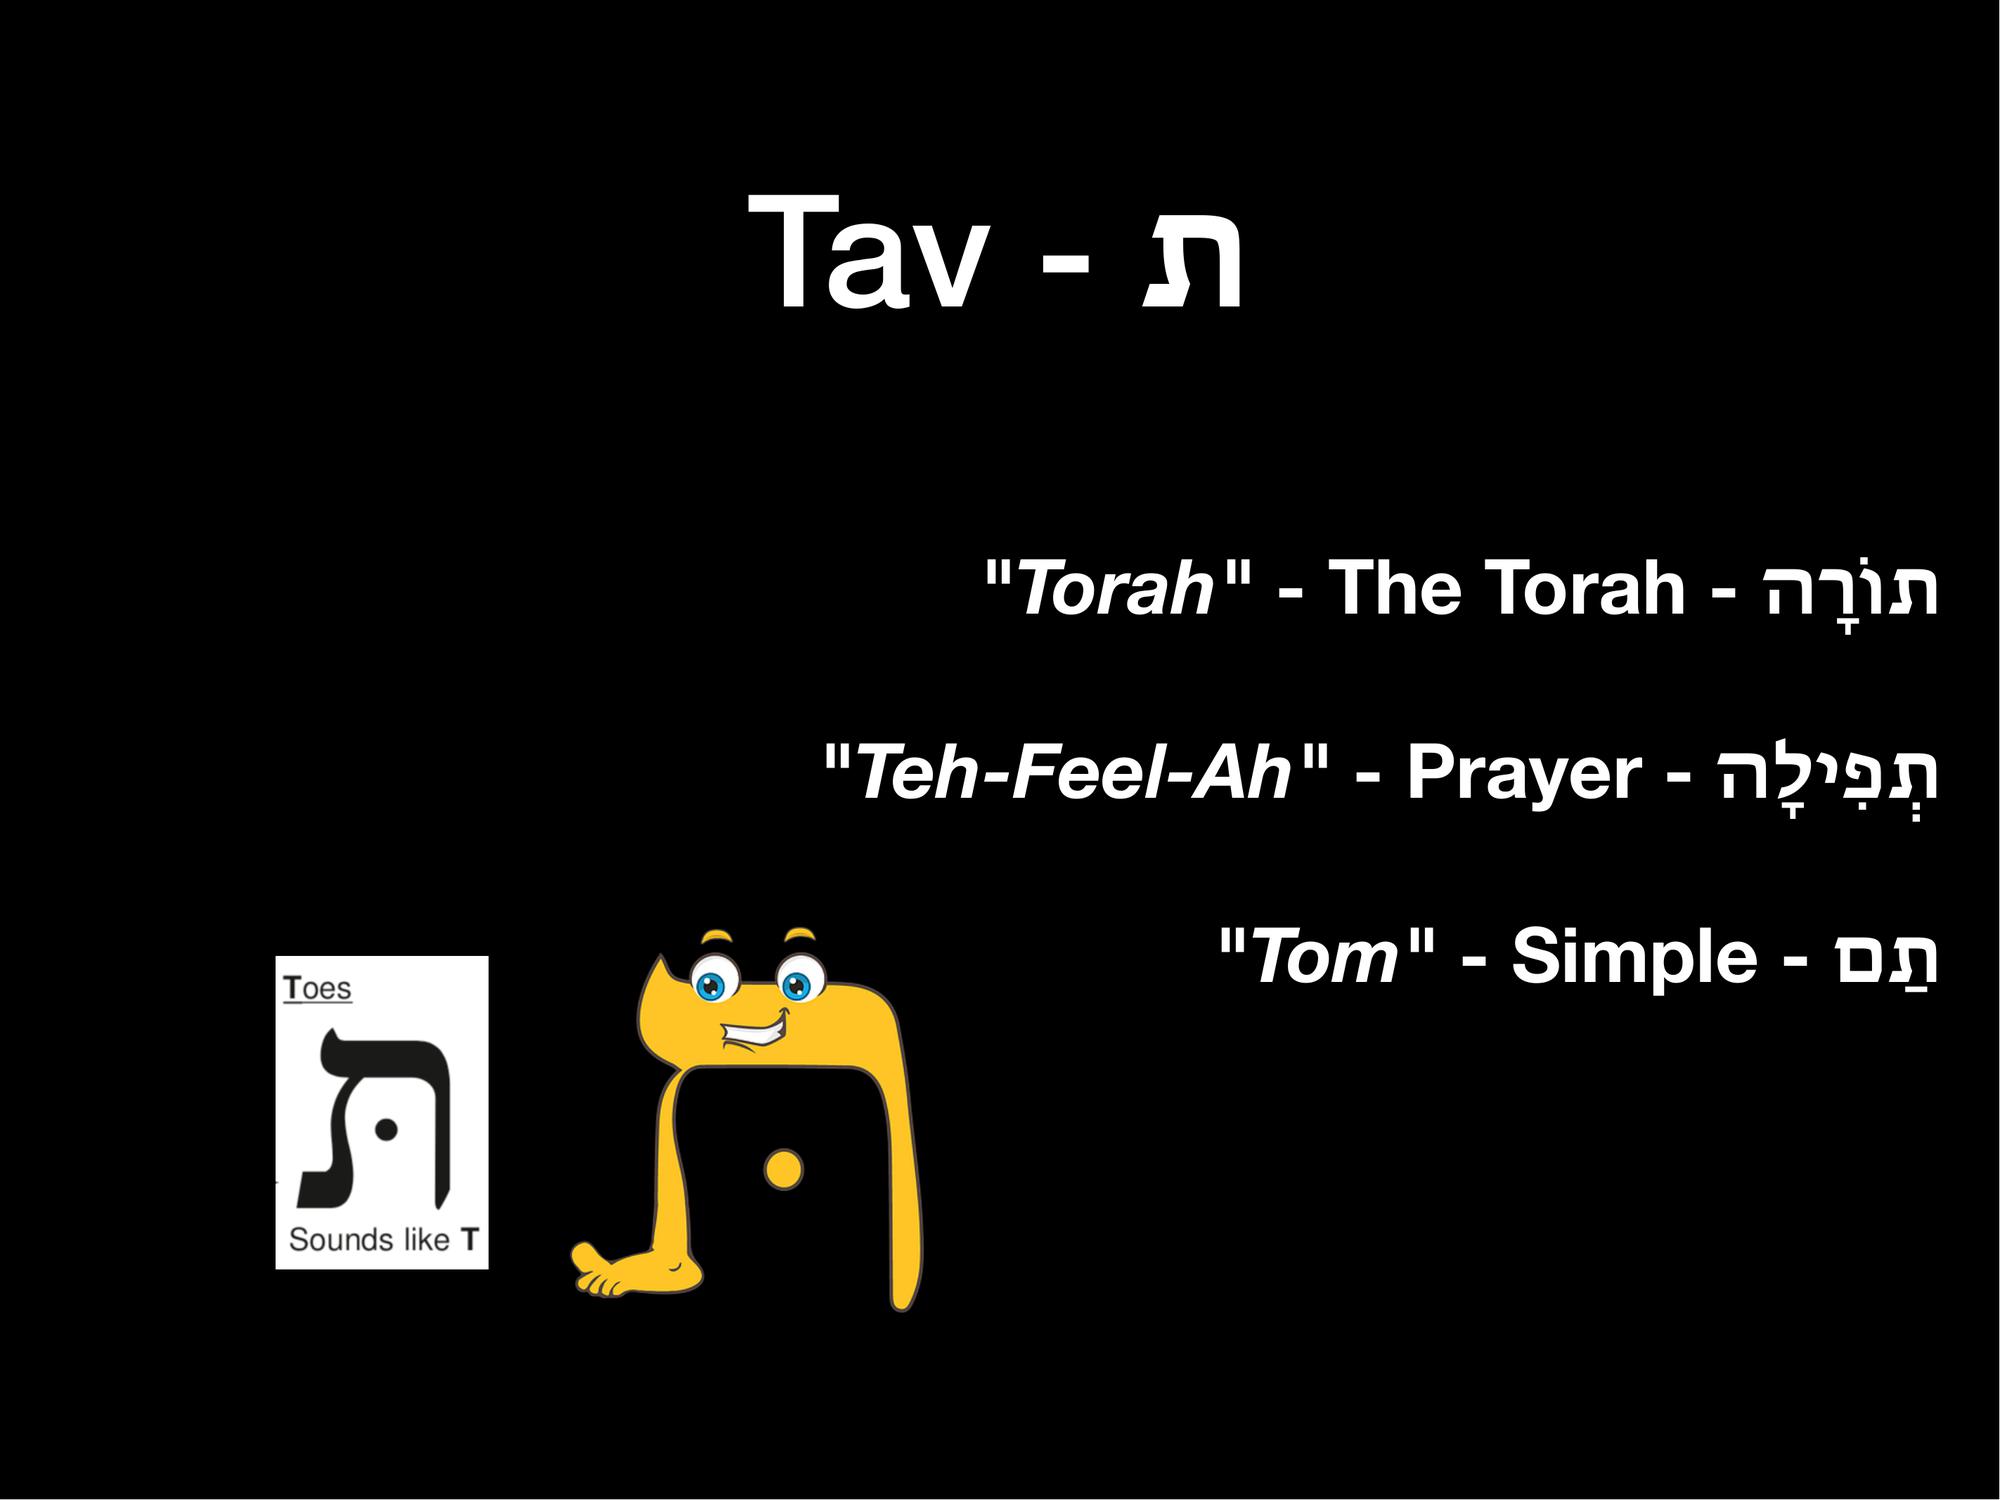 Tav - ת
"Torah" - The Torah - תוֹרָה
"Teh-Feel-Ah" - Prayer - תְפִילָה
"Tom" - Simple - תַם
Toes
תּ
Sounds like T